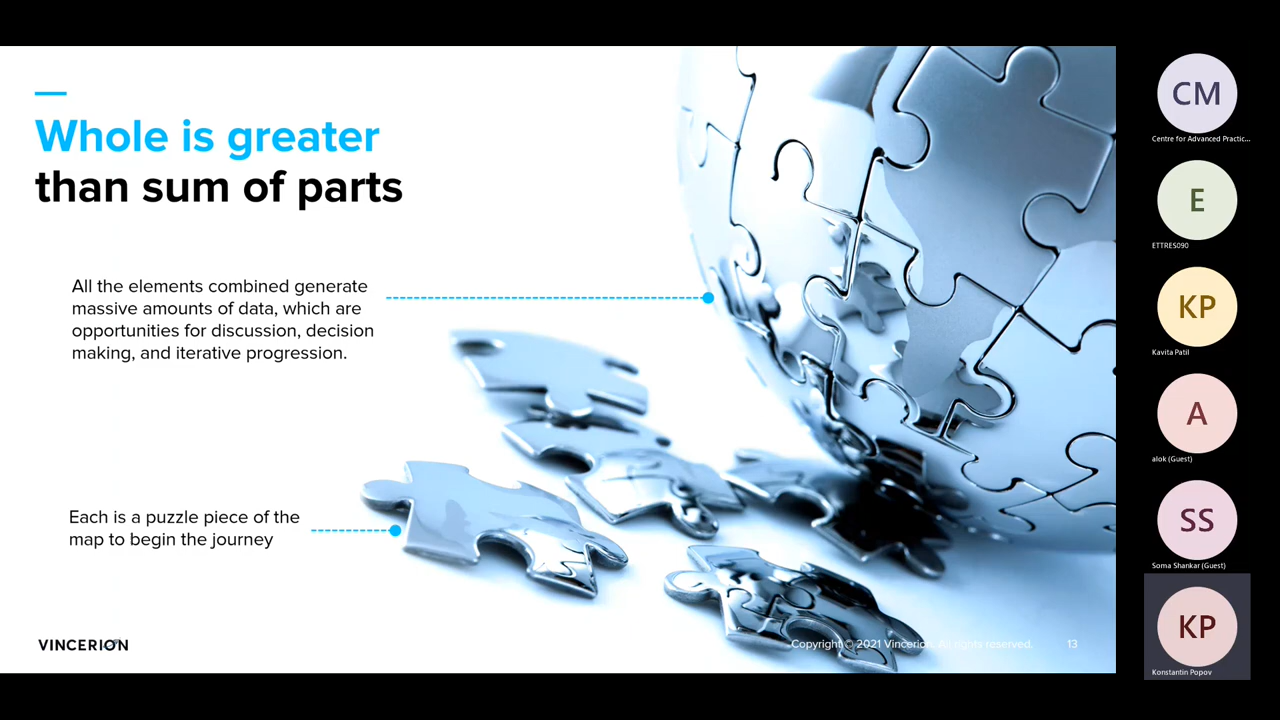 Whole is greater
than sum of parts
All the elements combined generate
massive amounts of data, which are
opportunities for discussion, decision
making, and iterative progression.
Each is a puzzle piece of the
map to begin the journey
VINCERION
Copyright © 2021 Vincerion. All rights reserved.
13
CM
Centre for Advanced Practic...
E
ETTRES090
KP
Kavita Patil
A
alok (Guest)
SS
Soma Shankar (Guest)
KP
Konstantin Popov